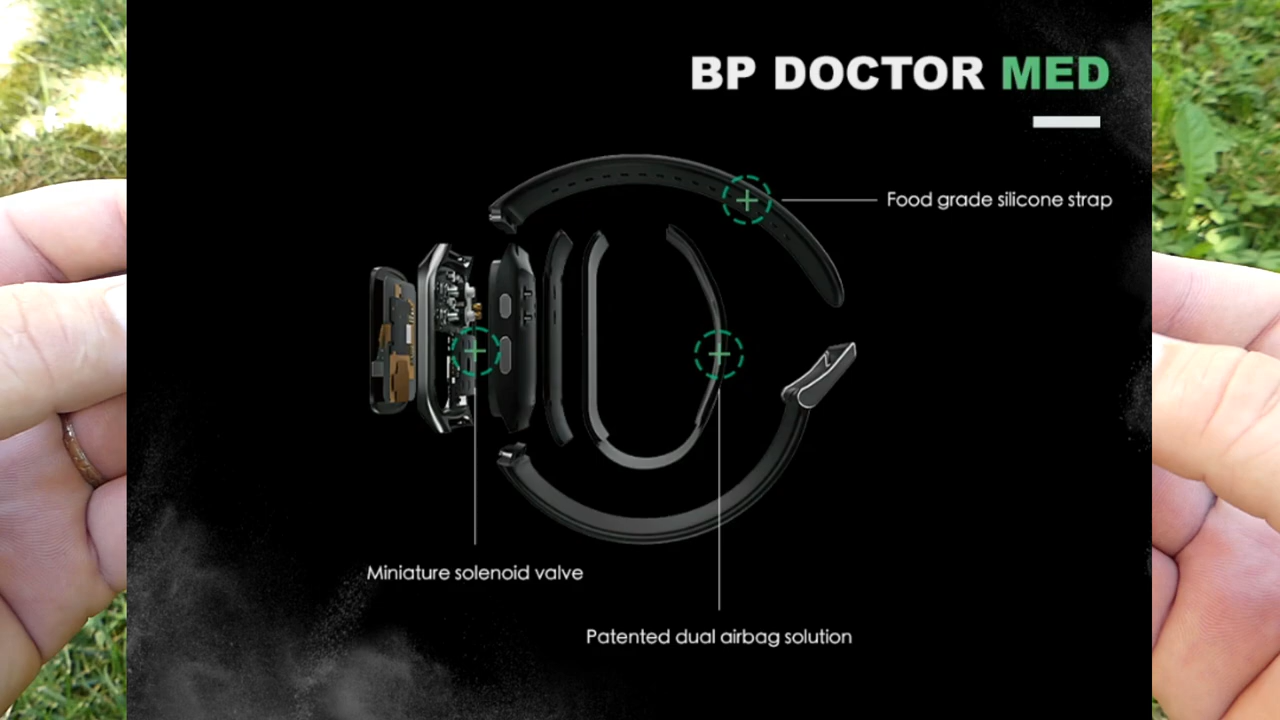 BP DOCTOR MED
Food grade silicone strap
Miniature solenoid valve
Patented dual airbag solution